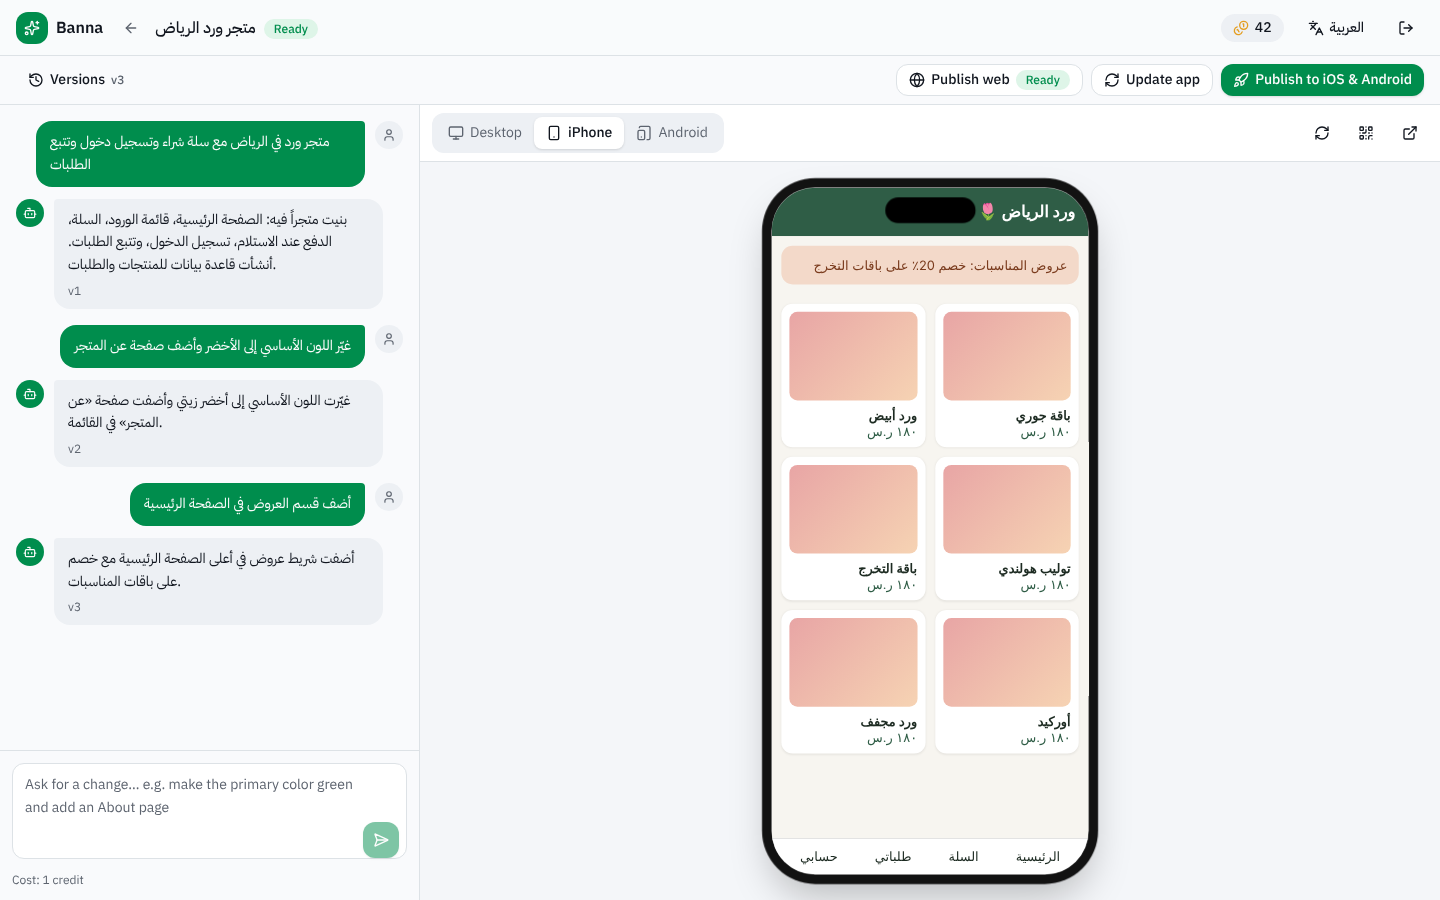 Banna
متجر ورد الرياض
Ready
42
العربية
Versions v3
Publish web Ready
Update app
Publish to iOS & Android
متجر ورد في الرياض مع سلة شراء وتسجيل دخول وتتبع
الطلبات
بنيت متجراً فيه: الصفحة الرئيسية، قائمة الورود، السلة،
الدفع عند الاستلام، تسجيل الدخول، وتتبع الطلبات.
أنشأت قاعدة بيانات للمنتجات والطلبات.
v1
غيّر اللون الأساسي إلى الأخضر وأضف صفحة عن المتجر
غيّرت اللون الأساسي إلى أخضر زيتي وأضفت صفحة «عن
المتجر» في القائمة.
v2
أضف قسم العروض في الصفحة الرئيسية
أضفت شريط عروض في أعلى الصفحة الرئيسية مع خصم
على باقات المناسبات.
v3
Ask for a change... e.g. make the primary color green
and add an About page
Cost: 1 credit
Desktop
iPhone
Android
ورد الرياض 🌷
عروض المناسبات: خصم 20٪ على باقات التخرج
باقة جوري
١٨٠ ر.س
ورد أبيض
١٨٠ ر.س
توليب هولندي
١٨٠ ر.س
باقة التخرج
١٨٠ ر.س
أوركيد
١٨٠ ر.س
ورد مجفف
١٨٠ ر.س
الرئيسية
السلة
طلباتي
حسابي